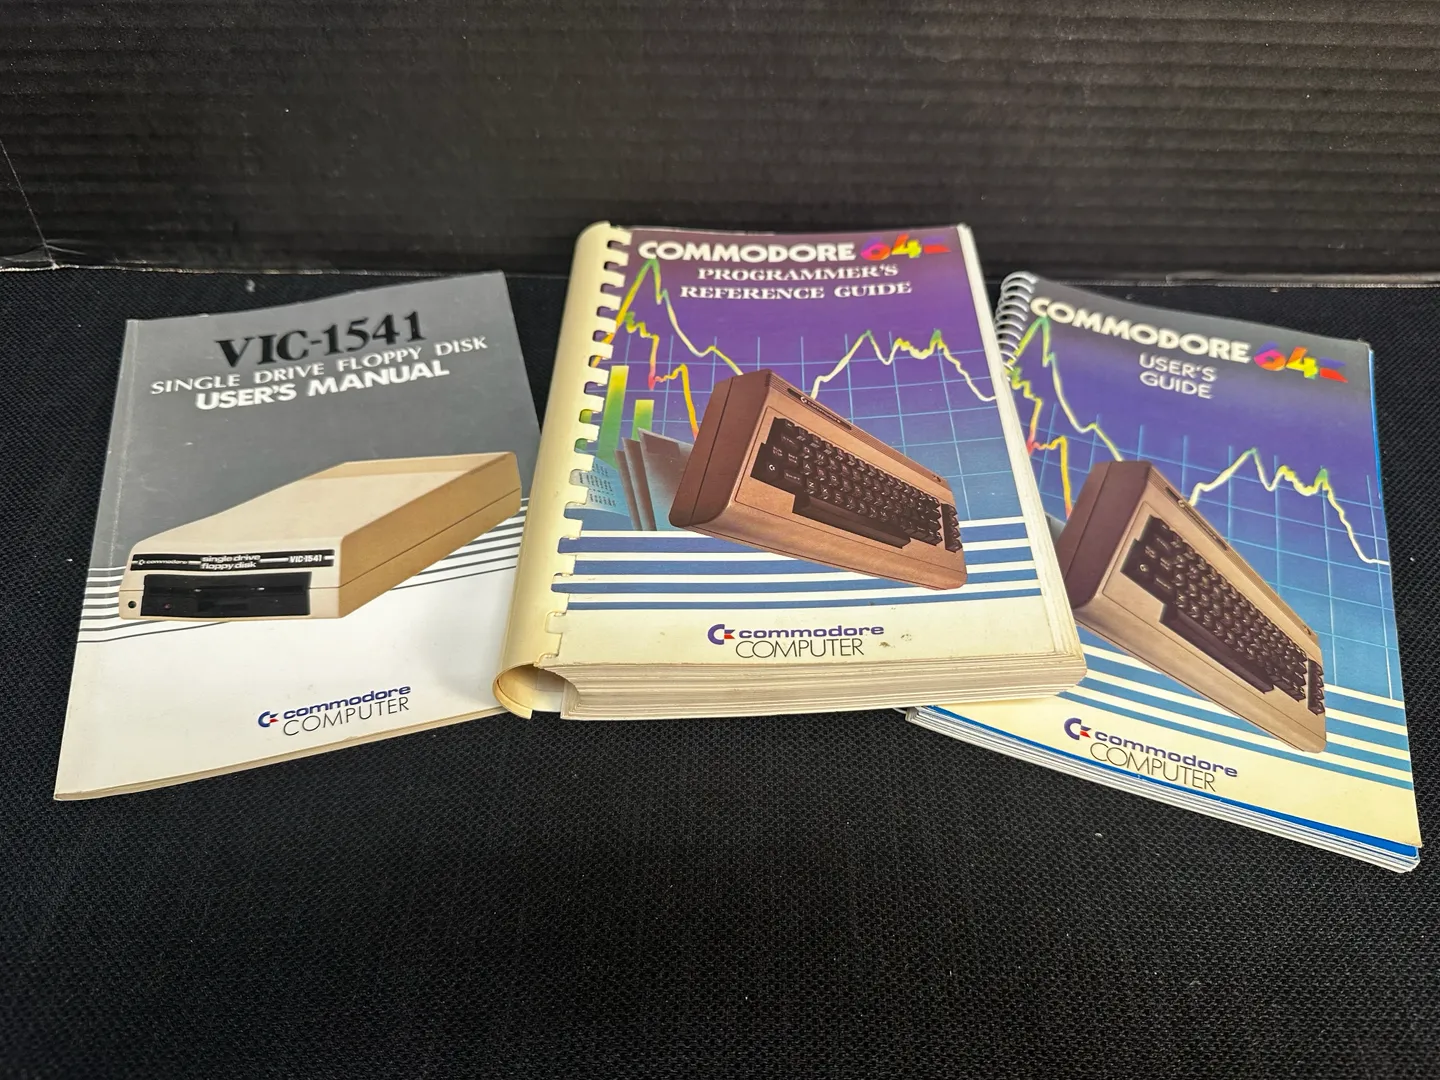 VIC-1541
SINGLE DRIVE FLOPPY DISK
USER'S MANUAL
commodore
single drive
floppy disk
VIC-1541
commodore
COMPUTER
COMMODORE 64
PROGRAMMER'S
REFERENCE GUIDE
commodore
COMPUTER
COMMODORE 64
USER'S
GUIDE
commodore
COMPUTER